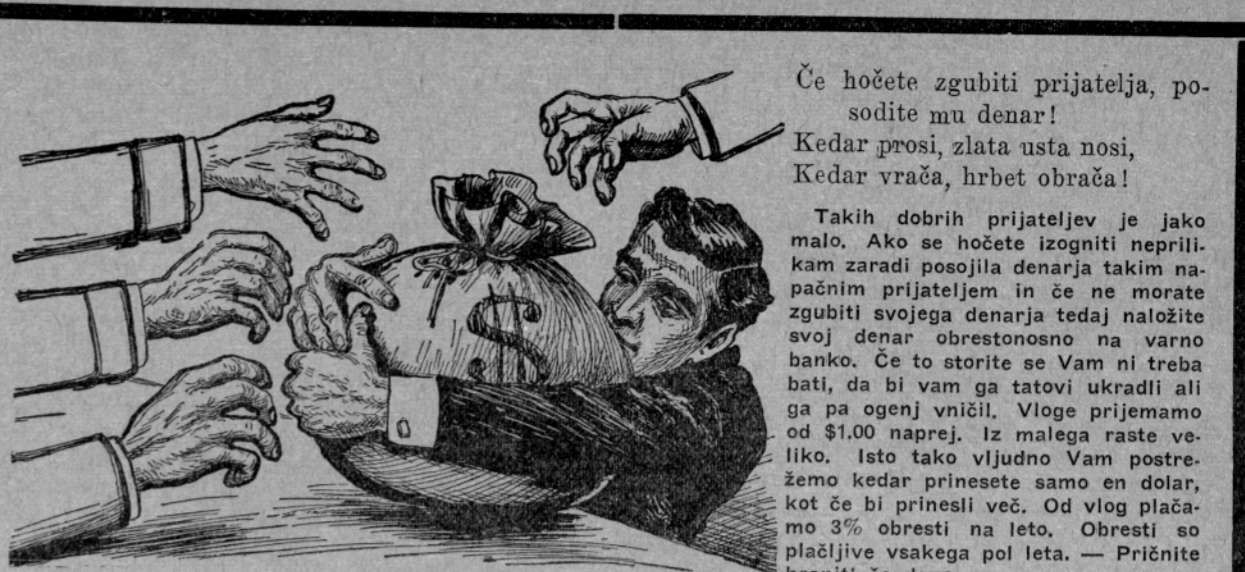 Če hočete zgubiti prijatelja, po-
sodite mu denar!
Kedar prosi, zlata usta nosi,
Kedar vrača, hrbet obrača!
Takih dobrih prijateljev je jako
malo. Ako se hočete izogniti neprili-
kam zaradi posojila denarja takim na-
pačnim prijateljem in če ne morate
zgubiti svojega denarja tedaj naložite
svoj denar obrestonosno na varno
banko. Če to storite se Vam ni treba
bati, da bi vam ga tatovi ukradli ali
ga pa ogenj vničil. Vloge prijemamo
od $1.00 naprej. Iz malega raste ve-
liko. Isto tako vljudno Vam postre-
žemo kedar prinesete samo en dolar,
kot če bi prinesli več. Od vlog plača-
mo 3% obresti na leto. Obresti so
plačljive vsakega pol leta. — Pričnite
$